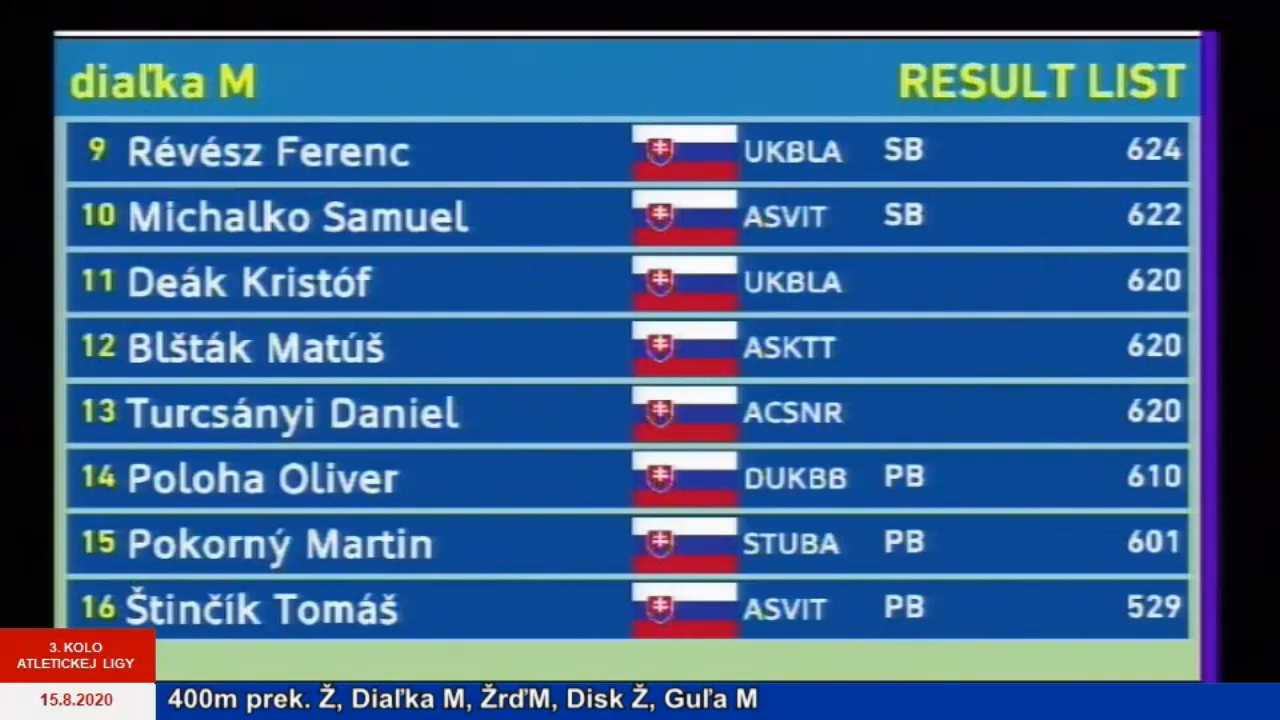 diaľka M RESULT LIST
9 Révész Ferenc UKBLA SB 624
10 Michalko Samuel ASVIT SB 622
11 Deák Kristóf UKBLA 620
12 Blšták Matúš ASKTT 620
13 Turcsányi Daniel ACSNR 620
14 Poloha Oliver DUKBB PB 610
15 Pokorný Martin STUBA PB 601
16 Štinčík Tomáš ASVIT PB 529
3. KOLO
ATLETICKEJ LIGY
15.8.2020 400m prek. Ž, Diaľka M, ŽrďM, Disk Ž, Guľa M